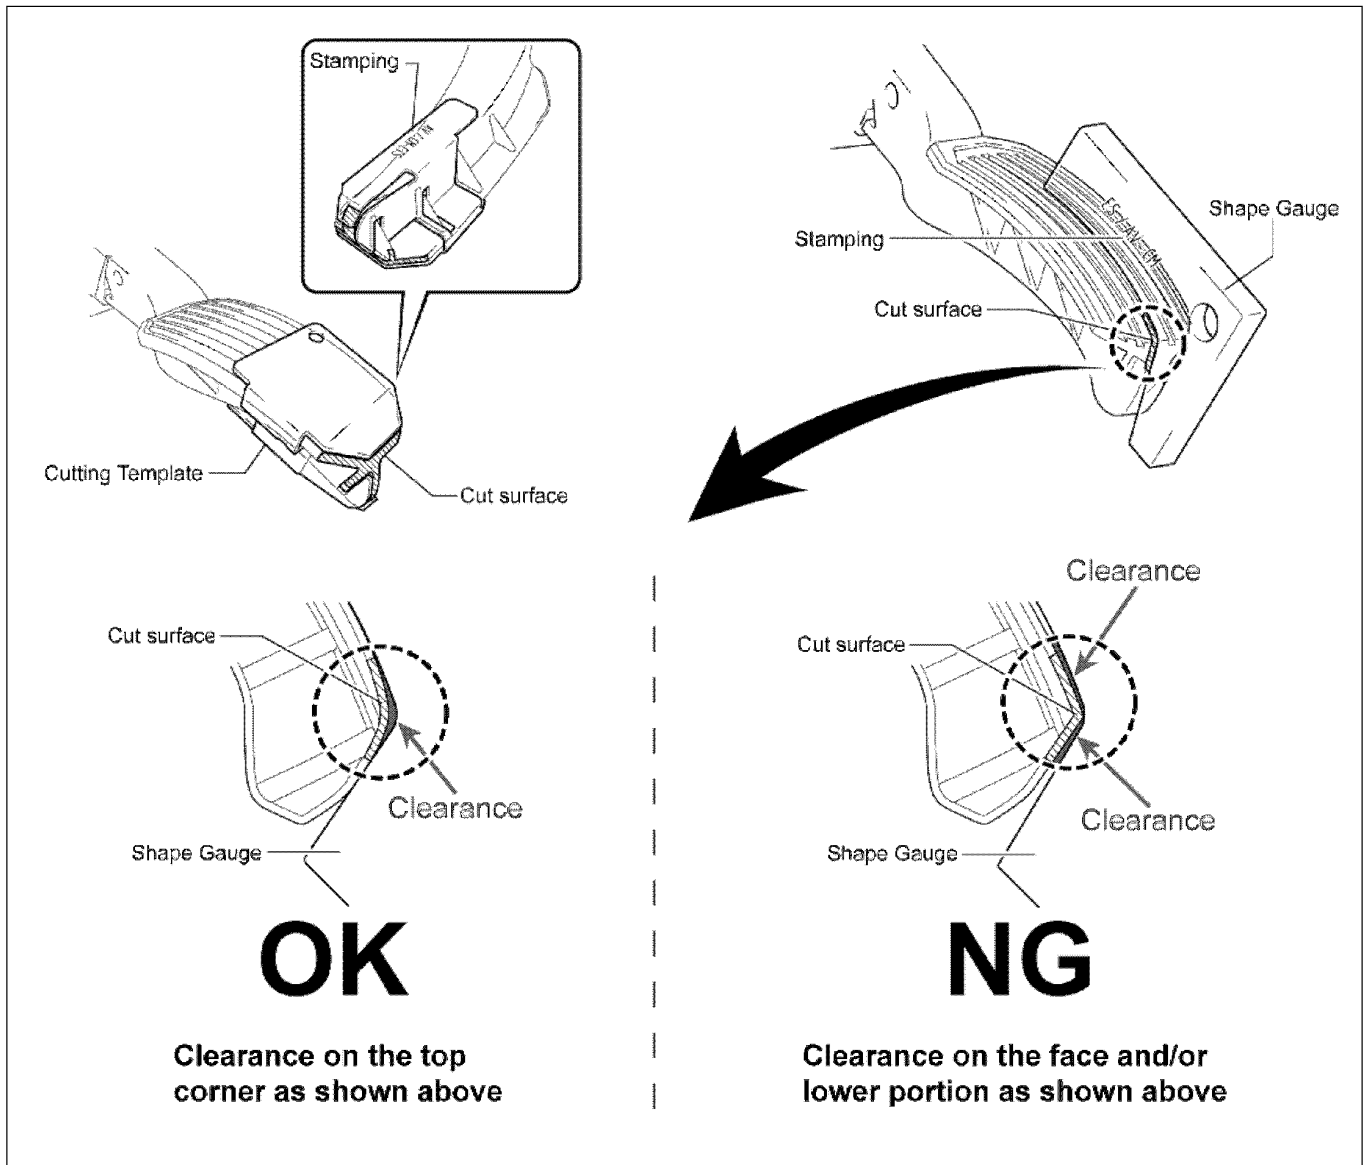 Stamping
Cutting Template
Cut surface
Stamping
Cut surface
Shape Gauge
Cut surface
Clearance
Shape Gauge
OK
Clearance on the top
corner as shown above
Clearance
Cut surface
Clearance
Shape Gauge
NG
Clearance on the face and/or
lower portion as shown above